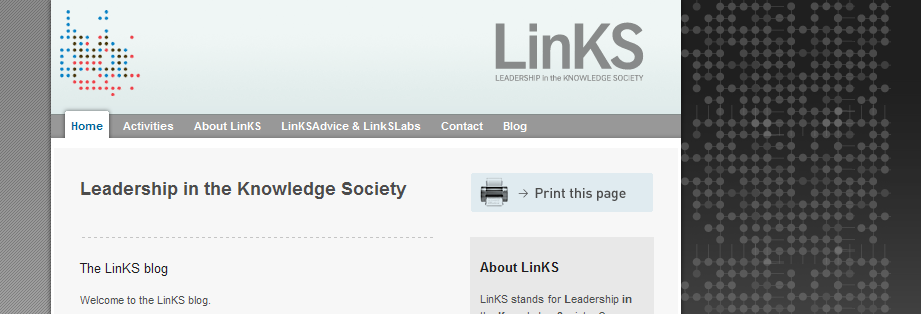 LinKS
LEADERSHIP in the KNOWLEDGE SOCIETY
Home Activities About LinKS LinKSAdvice & LinkSLabs Contact Blog
Leadership in the Knowledge Society
→ Print this page
The LinKS blog
Welcome to the LinKS blog.
About LinKS
LinKS stands for Leadership in